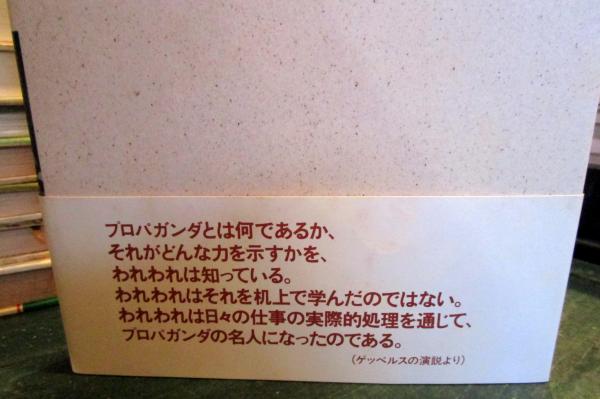 プロパガンダとは何であるか、
それがどんな力を示すかを、
われわれは知っている。
われわれはそれを机上で学んだのではない。
われわれは日々の仕事の実際的処理を通じて、
プロパガンダの名人になったのである。
(ゲッベルスの演説より)